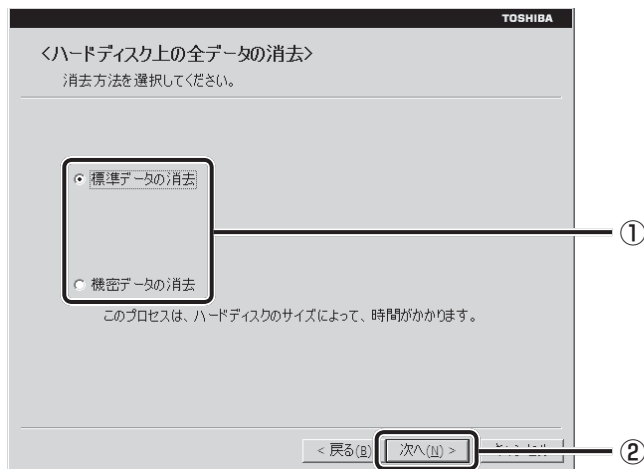 TOSHIBA
<ハードディスク上の全データの消去>
消去方法を選択してください。
標準データの消去
①
機密データの消去
このプロセスは、ハードディスクのサイズによって、時間がかかります。
< 戻る(B)
次へ(N) >
②